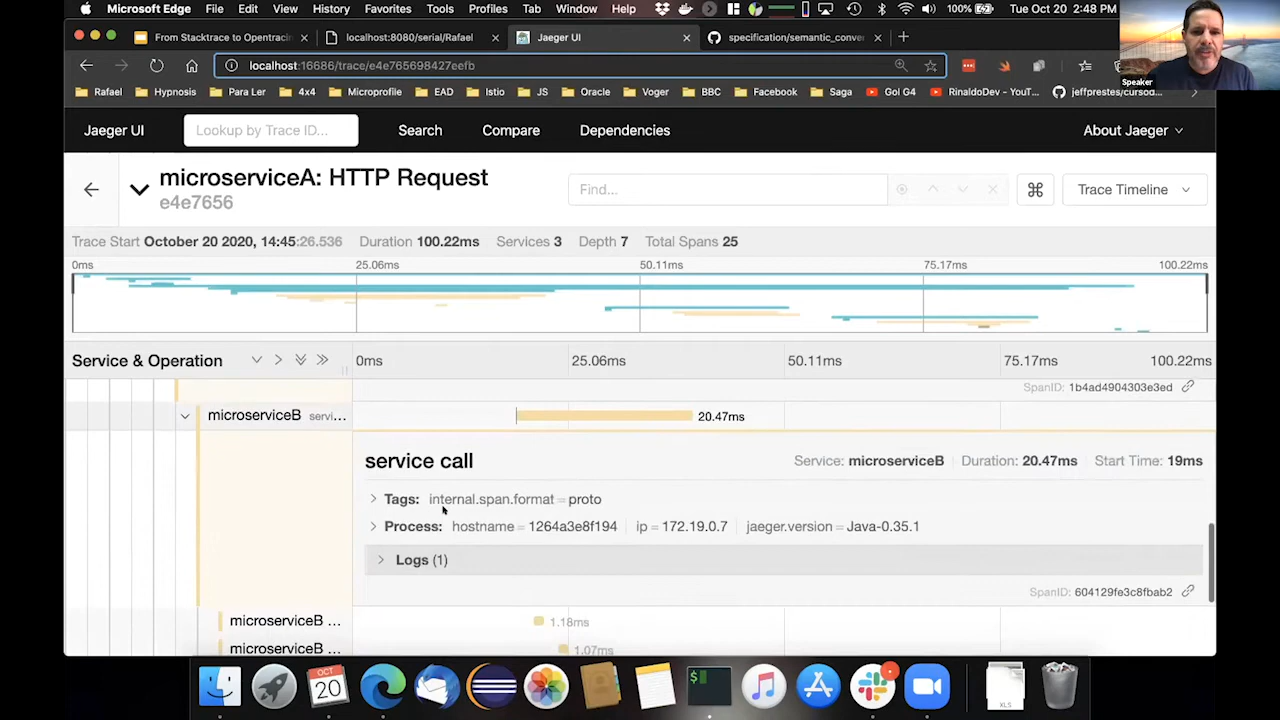 Microsoft Edge File Edit View History Favorites Tools Profiles Tab Window Help 100% Tue Oct 20 2:48 PM
From Stacktrace to Opentracin localhost:8080/serial/Rafael Jaeger UI specification/semantic_conve
localhost:16686/trace/e4e765698427eefb
Speaker
Rafael Hypnosis Para Ler 4x4 Microprofile EAD Istio JS Oracle Voger BBC Facebook Saga Gol G4 RinaldoDev - YouT... jeffprestes/cursod...
Jaeger UI Lookup by Trace ID... Search Compare Dependencies About Jaeger
microserviceA: HTTP Request
e4e7656
Find... Trace Timeline
Trace Start October 20 2020, 14:45:26.536 Duration 100.22ms Services 3 Depth 7 Total Spans 25
0ms 25.06ms 50.11ms 75.17ms 100.22ms
Service & Operation 0ms 25.06ms 50.11ms 75.17ms 100.22ms
SpanID: 1b4ad4904303e3ed
microserviceB servi... 20.47ms
service call Service: microserviceB Duration: 20.47ms Start Time: 19ms
Tags: internal.span.format = proto
Process: hostname = 1264a3e8f194 ip = 172.19.0.7 jaeger.version = Java-0.35.1
Logs (1)
SpanID: 604129fe3c8fbab2
microserviceB ... 1.18ms
microserviceB ... 1.07ms
OCT
20
XLS